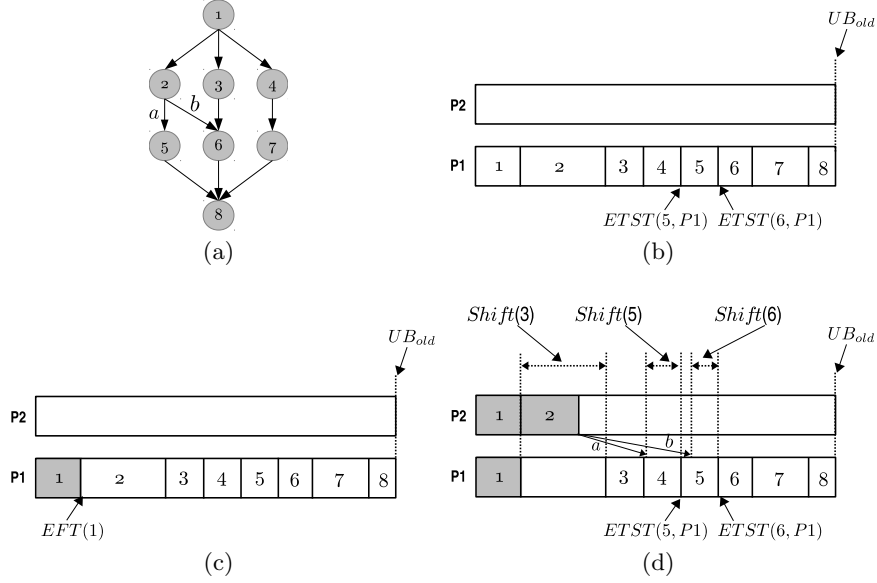 1
2 3 4
a b
5 6 7
8
(a)
UB_old
P2
P1 1 2 3 4 5 6 7 8
ETST(5, P1) ETST(6, P1)
(b)
UB_old
P2
P1 1 2 3 4 5 6 7 8
EFT(1)
(c)
Shift(3) Shift(5) Shift(6)
UB_old
P2 1 2
a b
P1 1 3 4 5 6 7 8
ETST(5, P1) ETST(6, P1)
(d)